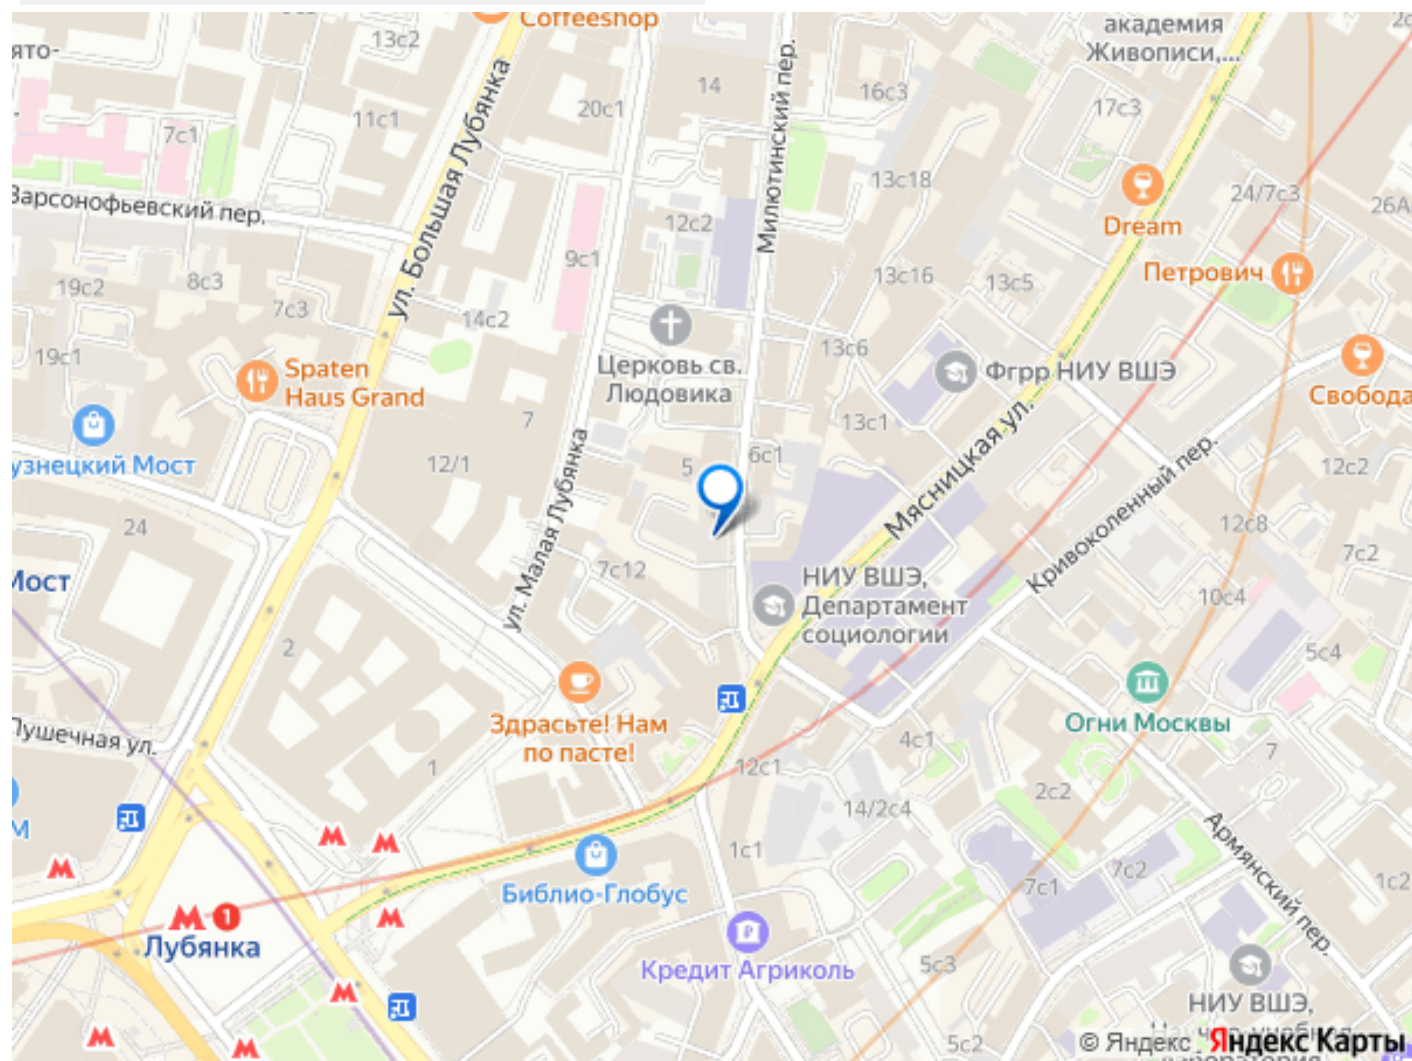 Coffeeshop
13с2
ято-
академия
Живописи,...
14
16с3
17с3
20с1
11с1
7с1
ул. Большая Лубянка
Милютинский пер.
13с18
24/7с3
Варсонофьевский пер.
12с2
Dream
9с1
Петрович
19с2
8с3
7с3
14с2
13с16
13с5
19с1
Spaten
Haus Grand
Церковь св.
Людовика
13с6
Фгрр НИУ ВШЭ
Свобода
7
13с1
Мясницкая ул.
узнецкий Мост
12/1
ул. Малая Лубянка
5
6с1
Кривоколенный пер.
12с2
24
12с8
7с2
Мост
7с12
НИУ ВШЭ,
Департамент
социологии
10с4
2
5с4
Здрасьте! Нам
по пасте!
Огни Москвы
Пушечная ул.
1
12с1
4с1
7
14/2с4
2с2
М
1с1
Армянский пер.
Библио-Глобус
7с1
7с2
1с2
1
Лубянка
Кредит Агриколь
5с3
НИУ ВШЭ,
5с2
© Яндекс Яндекс Карты